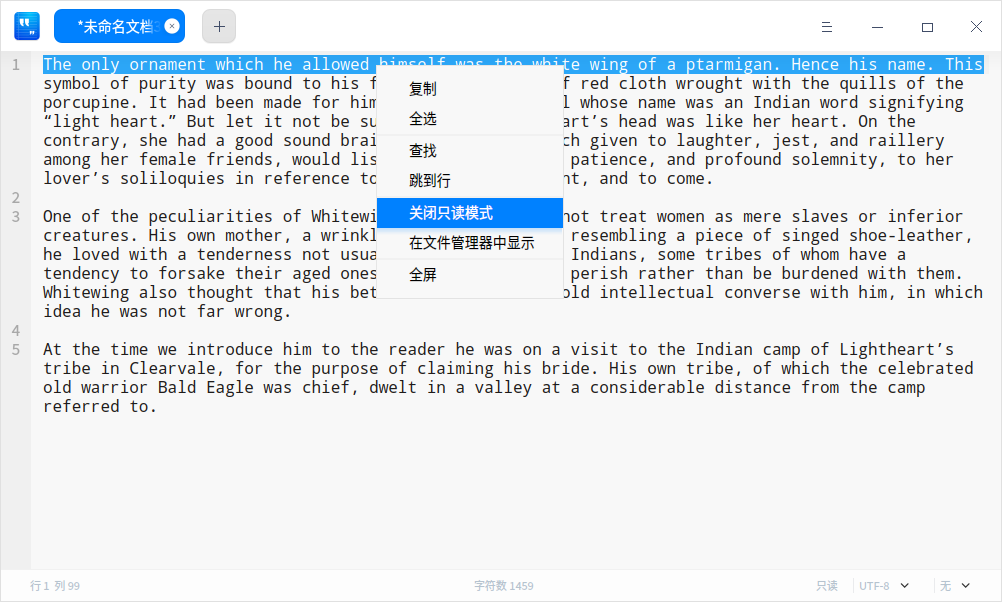 *未命名文档
1
The only ornament which he allowed himself was the white wing of a ptarmigan. Hence his name. This
symbol of purity was bound to his f
f red cloth wrought with the quills of the
porcupine. It had been made for him
l whose name was an Indian word signifying
“light heart.” But let it not be su
art’s head was like her heart. On the
contrary, she had a good sound brai
ch given to laughter, jest, and raillery
among her female friends, would lis
patience, and profound solemnity, to her
lover’s soliloquies in reference to
nt, and to come.
2
3
One of the peculiarities of Whitewi
not treat women as mere slaves or inferior
creatures. His own mother, a wrinkl
resembling a piece of singed shoe-leather,
he loved with a tenderness not usua
Indians, some tribes of whom have a
tendency to forsake their aged ones
perish rather than be burdened with them.
Whitewing also thought that his bet
old intellectual converse with him, in which
idea he was not far wrong.
4
5
At the time we introduce him to the reader he was on a visit to the Indian camp of Lightheart’s
tribe in Clearvale, for the purpose of claiming his bride. His own tribe, of which the celebrated
old warrior Bald Eagle was chief, dwelt in a valley at a considerable distance from the camp
referred to.
复制
全选
查找
跳到行
关闭只读模式
在文件管理器中显示
全屏
行 1 列 99
字符数 1459
只读
UTF-8
无